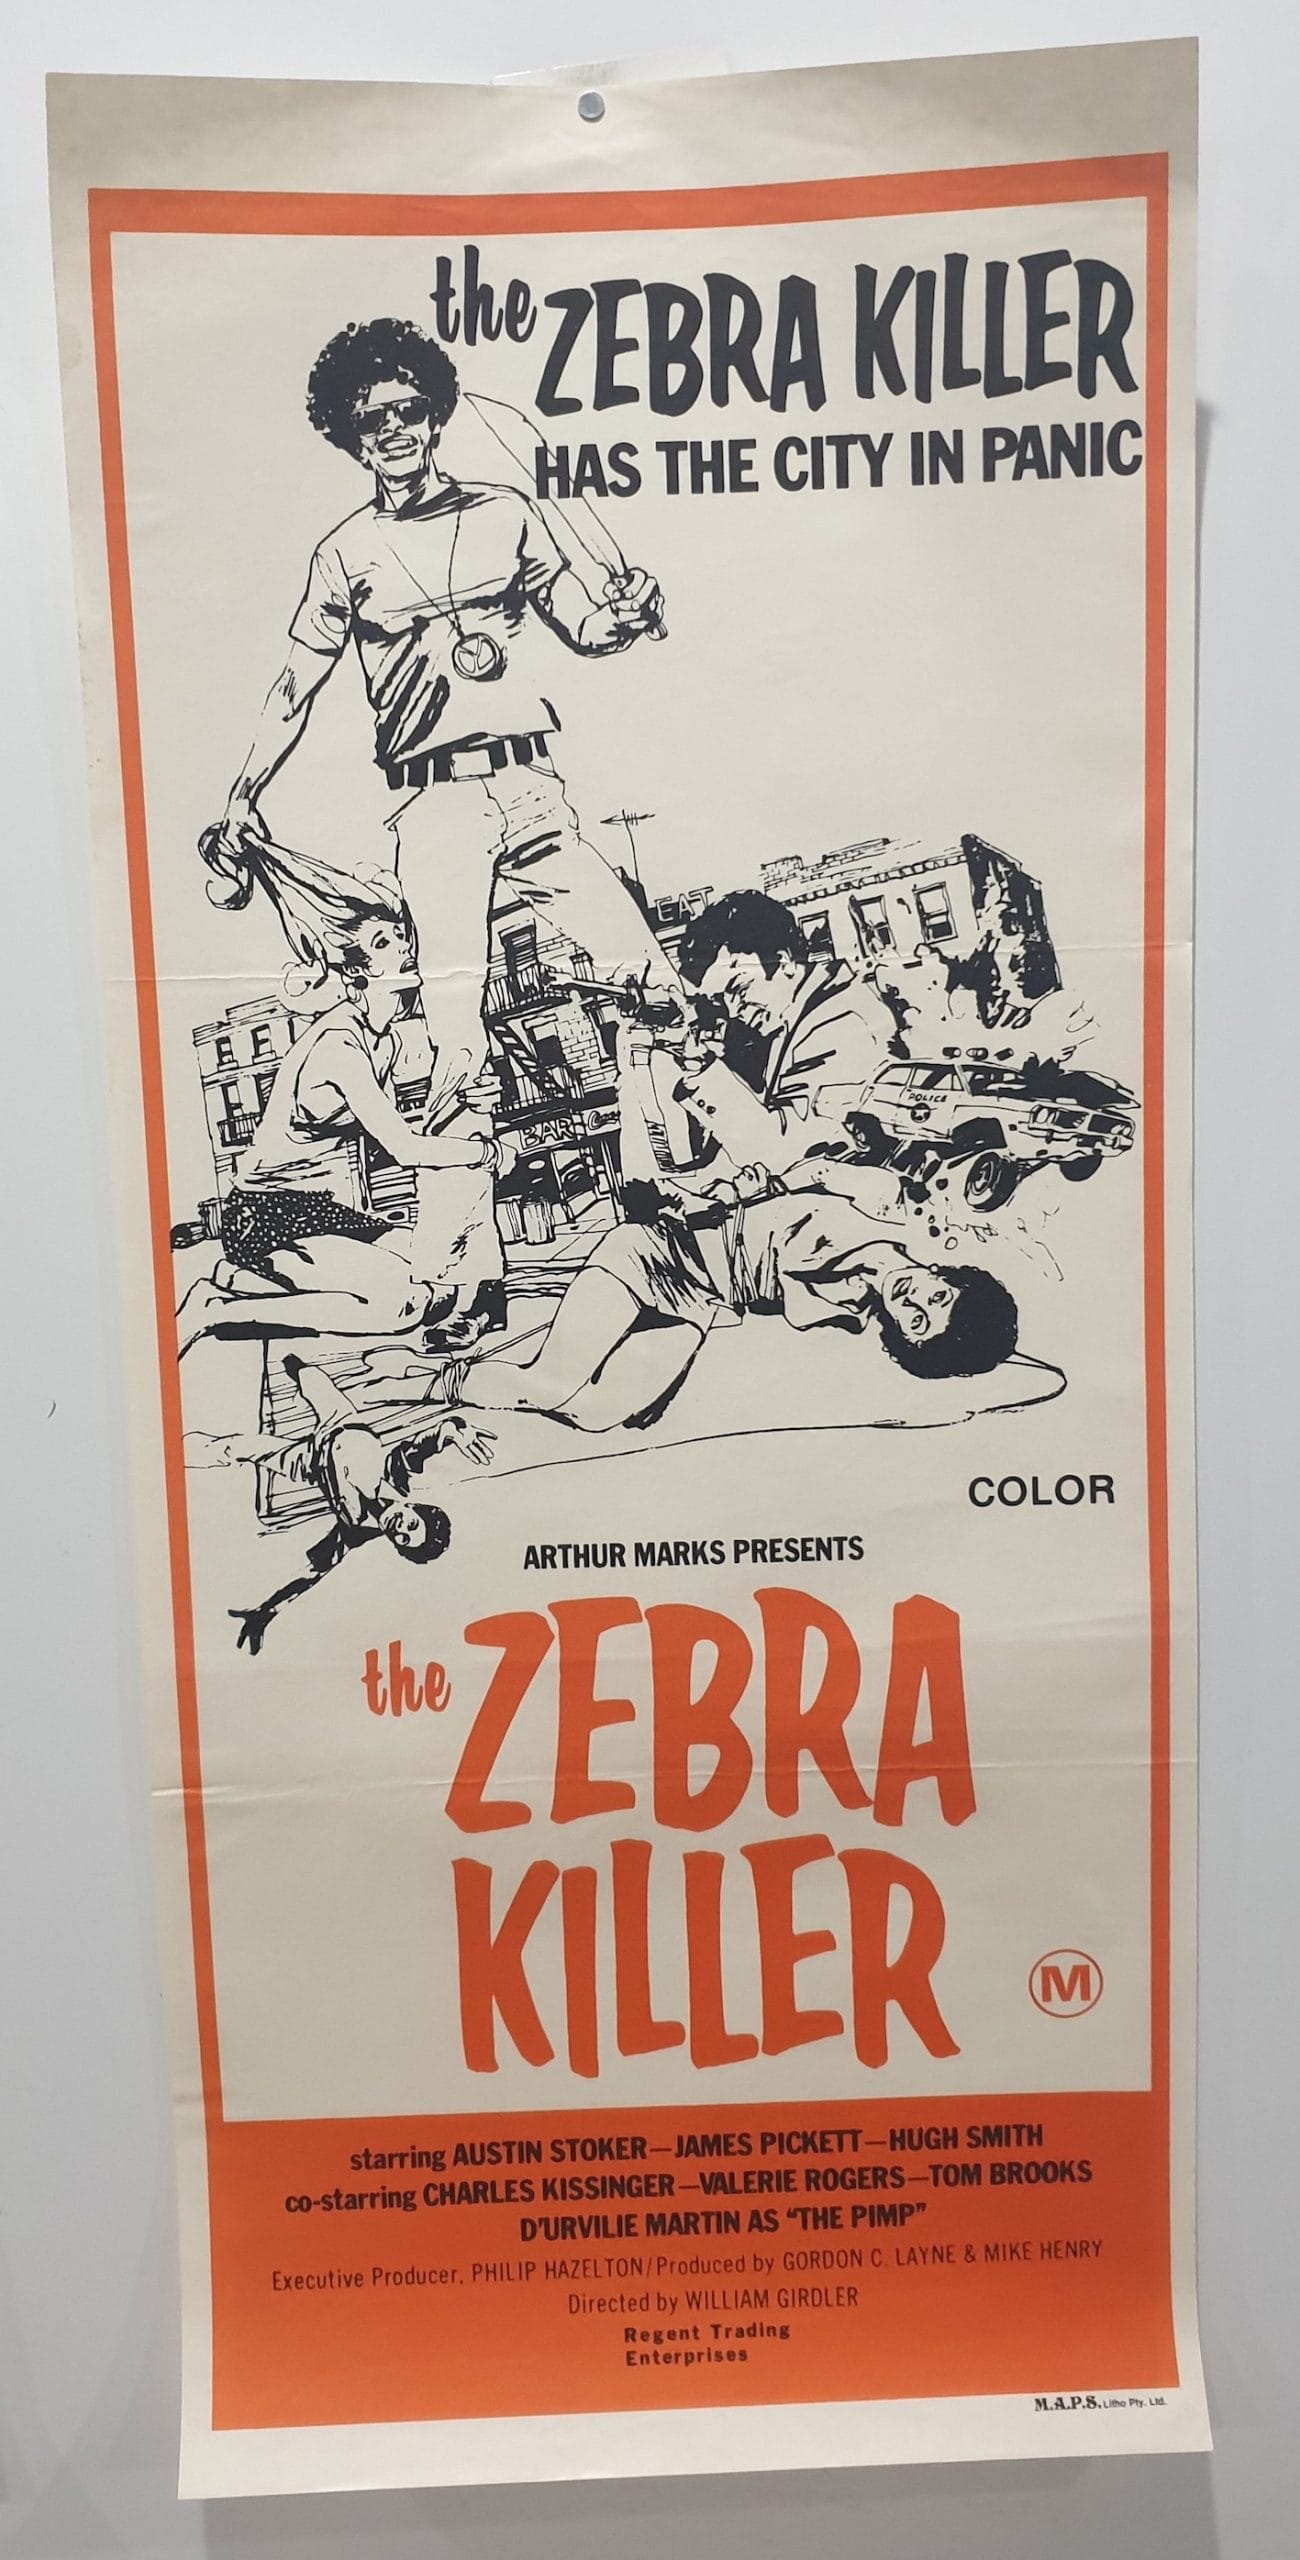 the ZEBRA KILLER
HAS THE CITY IN PANIC
EAT
POLICE
BAR
COLOR
ARTHUR MARKS PRESENTS
the ZEBRA
KILLER
M
starring AUSTIN STOKER—JAMES PICKETT—HUGH SMITH
co-starring CHARLES KISSINGER—VALERIE ROGERS—TOM BROOKS
D'URVILIE MARTIN AS "THE PIMP"
Executive Producer, PHILIP HAZELTON/Produced by GORDON C. LAYNE & MIKE HENRY
Directed by WILLIAM GIRDLER
Regent Trading
Enterprises
M.A.P.S. Litho Pty. Ltd.